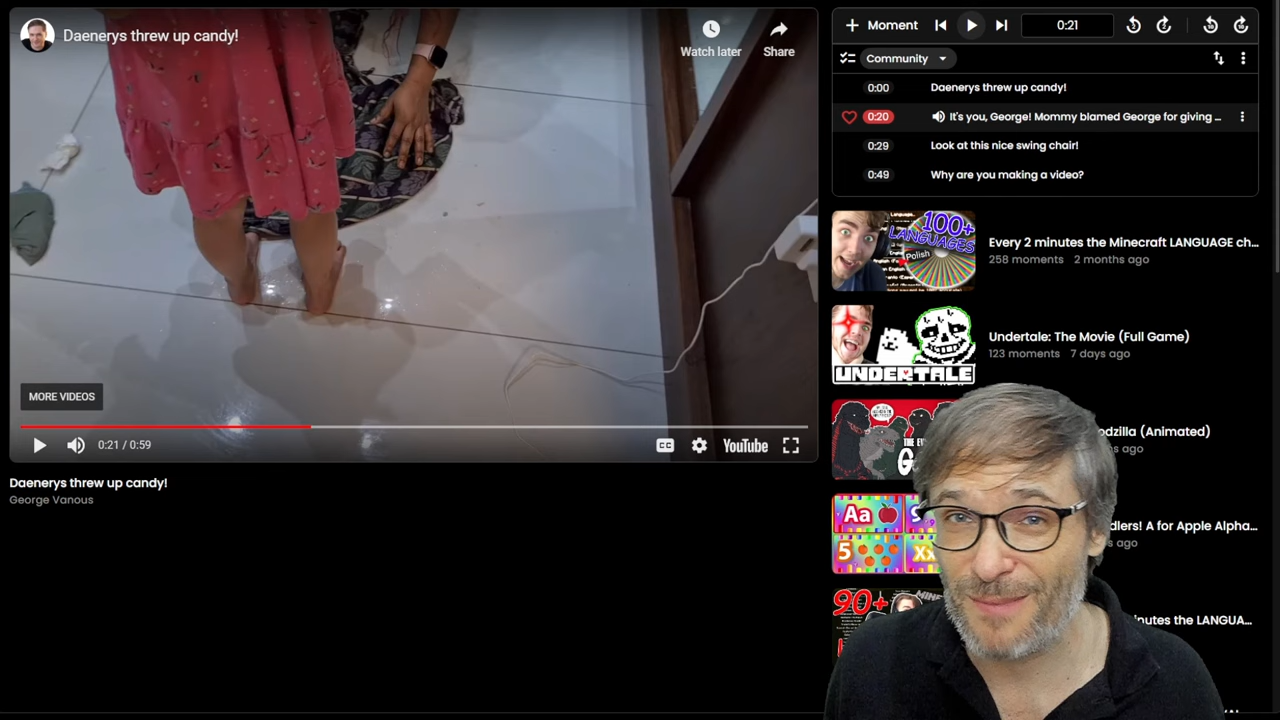 Daenerys threw up candy!
Watch later
Share
MORE VIDEOS
0:21 / 0:59
CC
YouTube
Daenerys threw up candy!
George Vanous
+ Moment
0:21
Community
0:00 Daenerys threw up candy!
0:20 It's you, George! Mommy blamed George for giving ...
0:29 Look at this nice swing chair!
0:49 Why are you making a video?
100+
LANGUAGES
Polish
Every 2 minutes the Minecraft LANGUAGE ch...
258 moments 2 months ago
UNDERTALE
Undertale: The Movie (Full Game)
123 moments 7 days ago
odzilla (Animated)
s ago
THE
Aa
5
Xx
dlers! A for Apple Alpha...
s ago
90+
inutes the LANGUA...